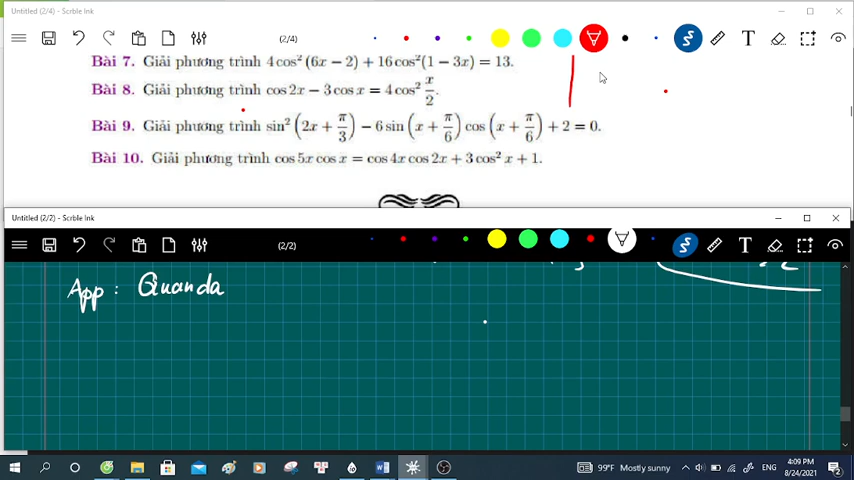 Untitled (2/4) - Scrble Ink
(2/4)
Bài 7. Giải phương trình 4cos²(6x − 2) + 16cos²(1 − 3x) = 13.
Bài 8. Giải phương trình cos 2x − 3 cos x = 4 cos² x/2.
Bài 9. Giải phương trình sin²(2x + π/3) − 6 sin(x + π/6) cos(x + π/6) + 2 = 0.
Bài 10. Giải phương trình cos 5x cos x = cos 4x cos 2x + 3 cos² x + 1.
Untitled (2/2) - Scrble Ink
(2/2)
App : Quanda
99°F Mostly sunny
ENG
4:09 PM
8/24/2021